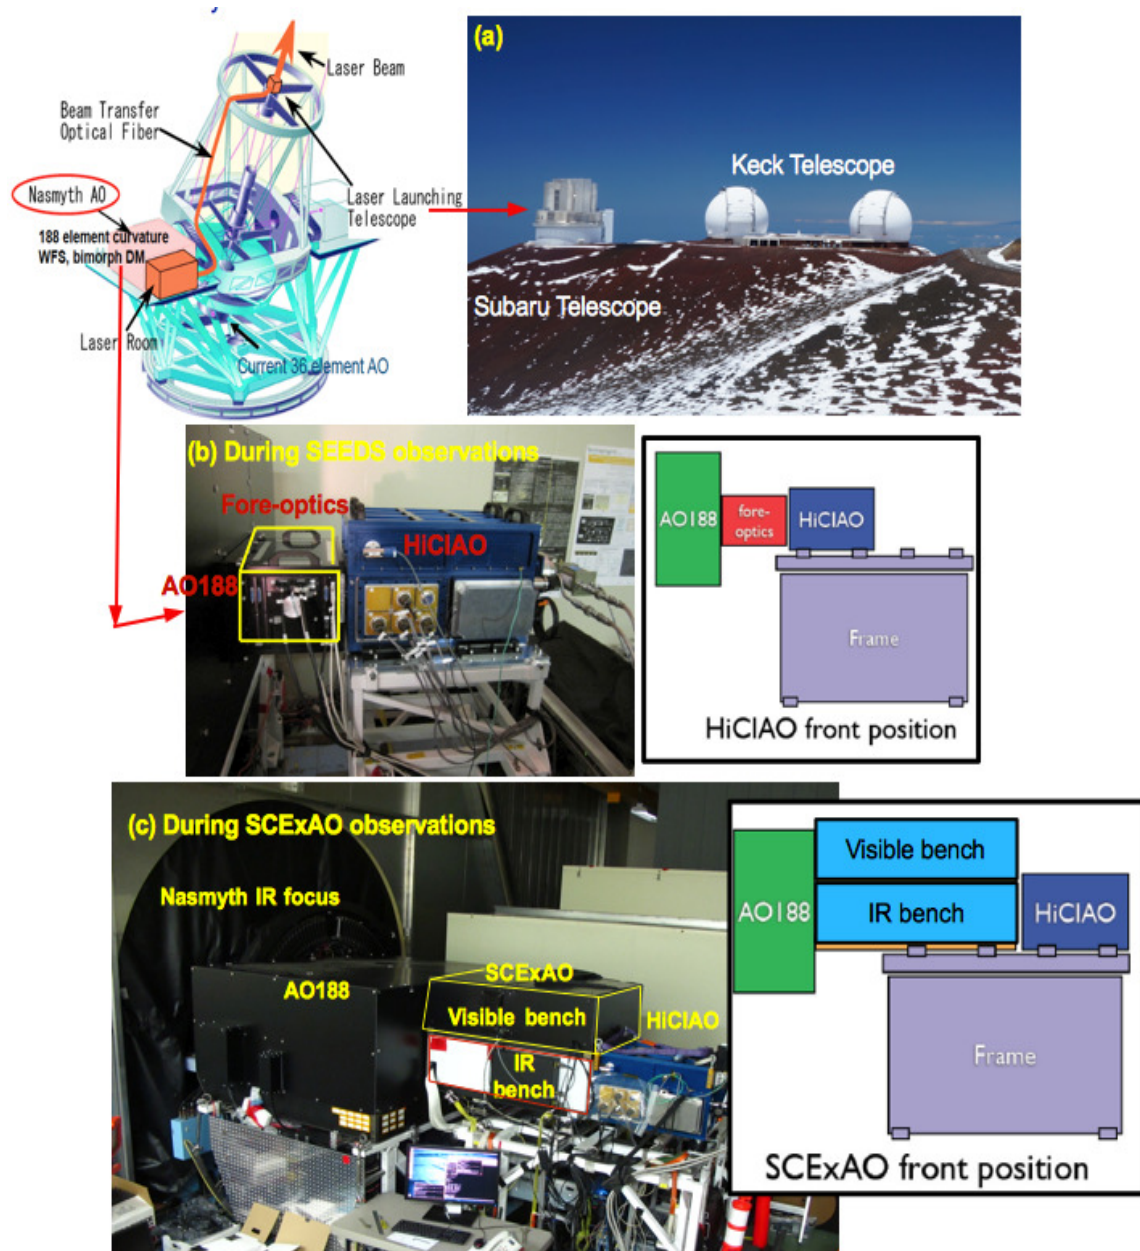 Laser Beam
Beam Transfer
Optical Fiber
Nasmyth AO
Laser Launching
Telescope
188 element curvature
WFS, bimorph DM,
Laser Room
Current 36 element AO
(a)
Keck Telescope
Subaru Telescope
(b) During SEEDS observations
Fore-optics
HiCIAO
AO188
AO188
fore-
optics
HiCIAO
Frame
HiCIAO front position
(c) During SCExAO observations
Nasmyth IR focus
AO188
SCExAO
Visible bench
HiCIAO
IR
bench
Visible bench
AO188
IR bench
HiCIAO
Frame
SCExAO front position